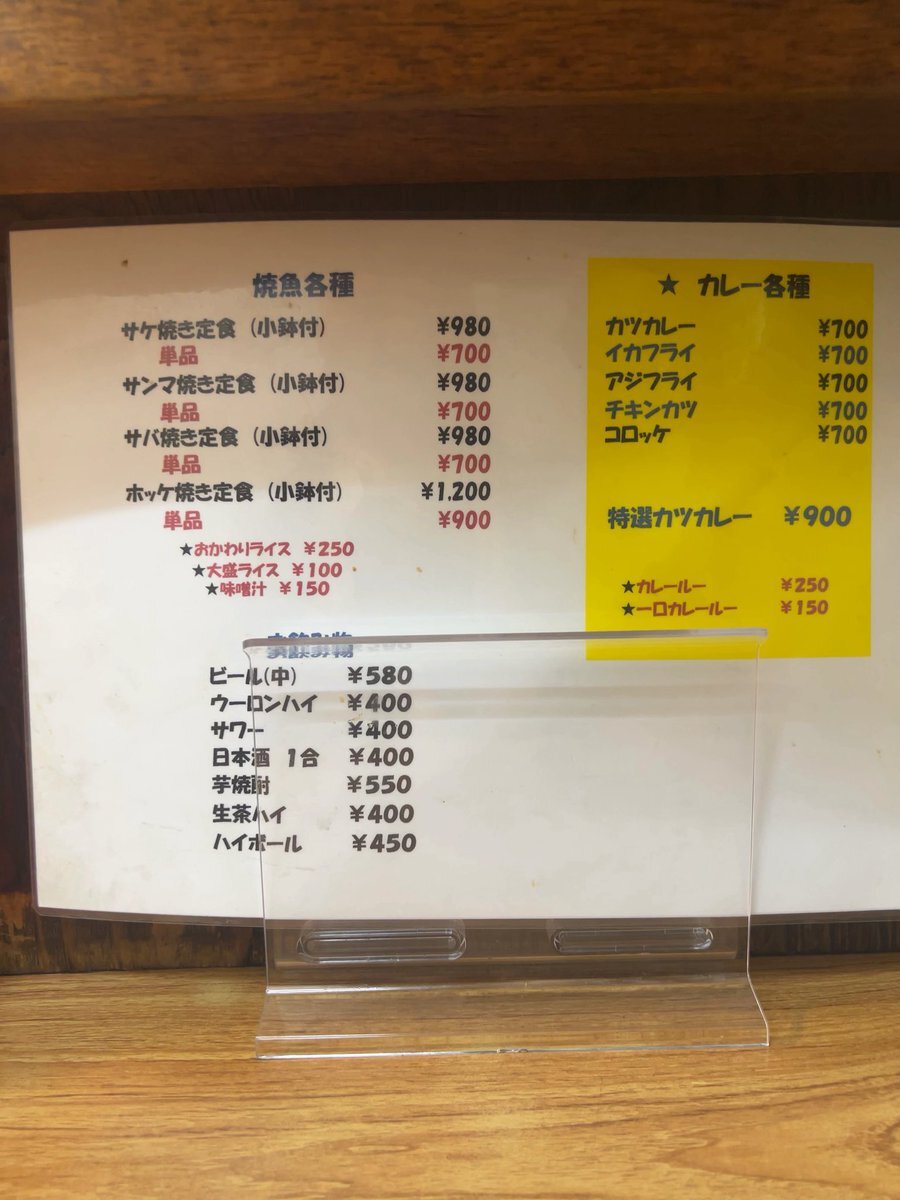 焼魚各種
サケ焼き定食（小鉢付） ¥980
単品 ¥700
サンマ焼き定食（小鉢付） ¥980
単品 ¥700
サバ焼き定食（小鉢付） ¥980
単品 ¥700
ホッケ焼き定食（小鉢付） ¥1,200
単品 ¥900
★おかわりライス ¥250
★大盛ライス ¥100
★味噌汁 ¥150
お飲み物
ビール(中) ¥580
ウーロンハイ ¥400
サワー ¥400
日本酒 1合 ¥400
芋焼酎 ¥550
生茶ハイ ¥400
ハイボール ¥450
★ カレー各種
カツカレー ¥700
イカフライ ¥700
アジフライ ¥700
チキンカツ ¥700
コロッケ ¥700
特選カツカレー ¥900
★カレールー ¥250
★一口カレールー ¥150